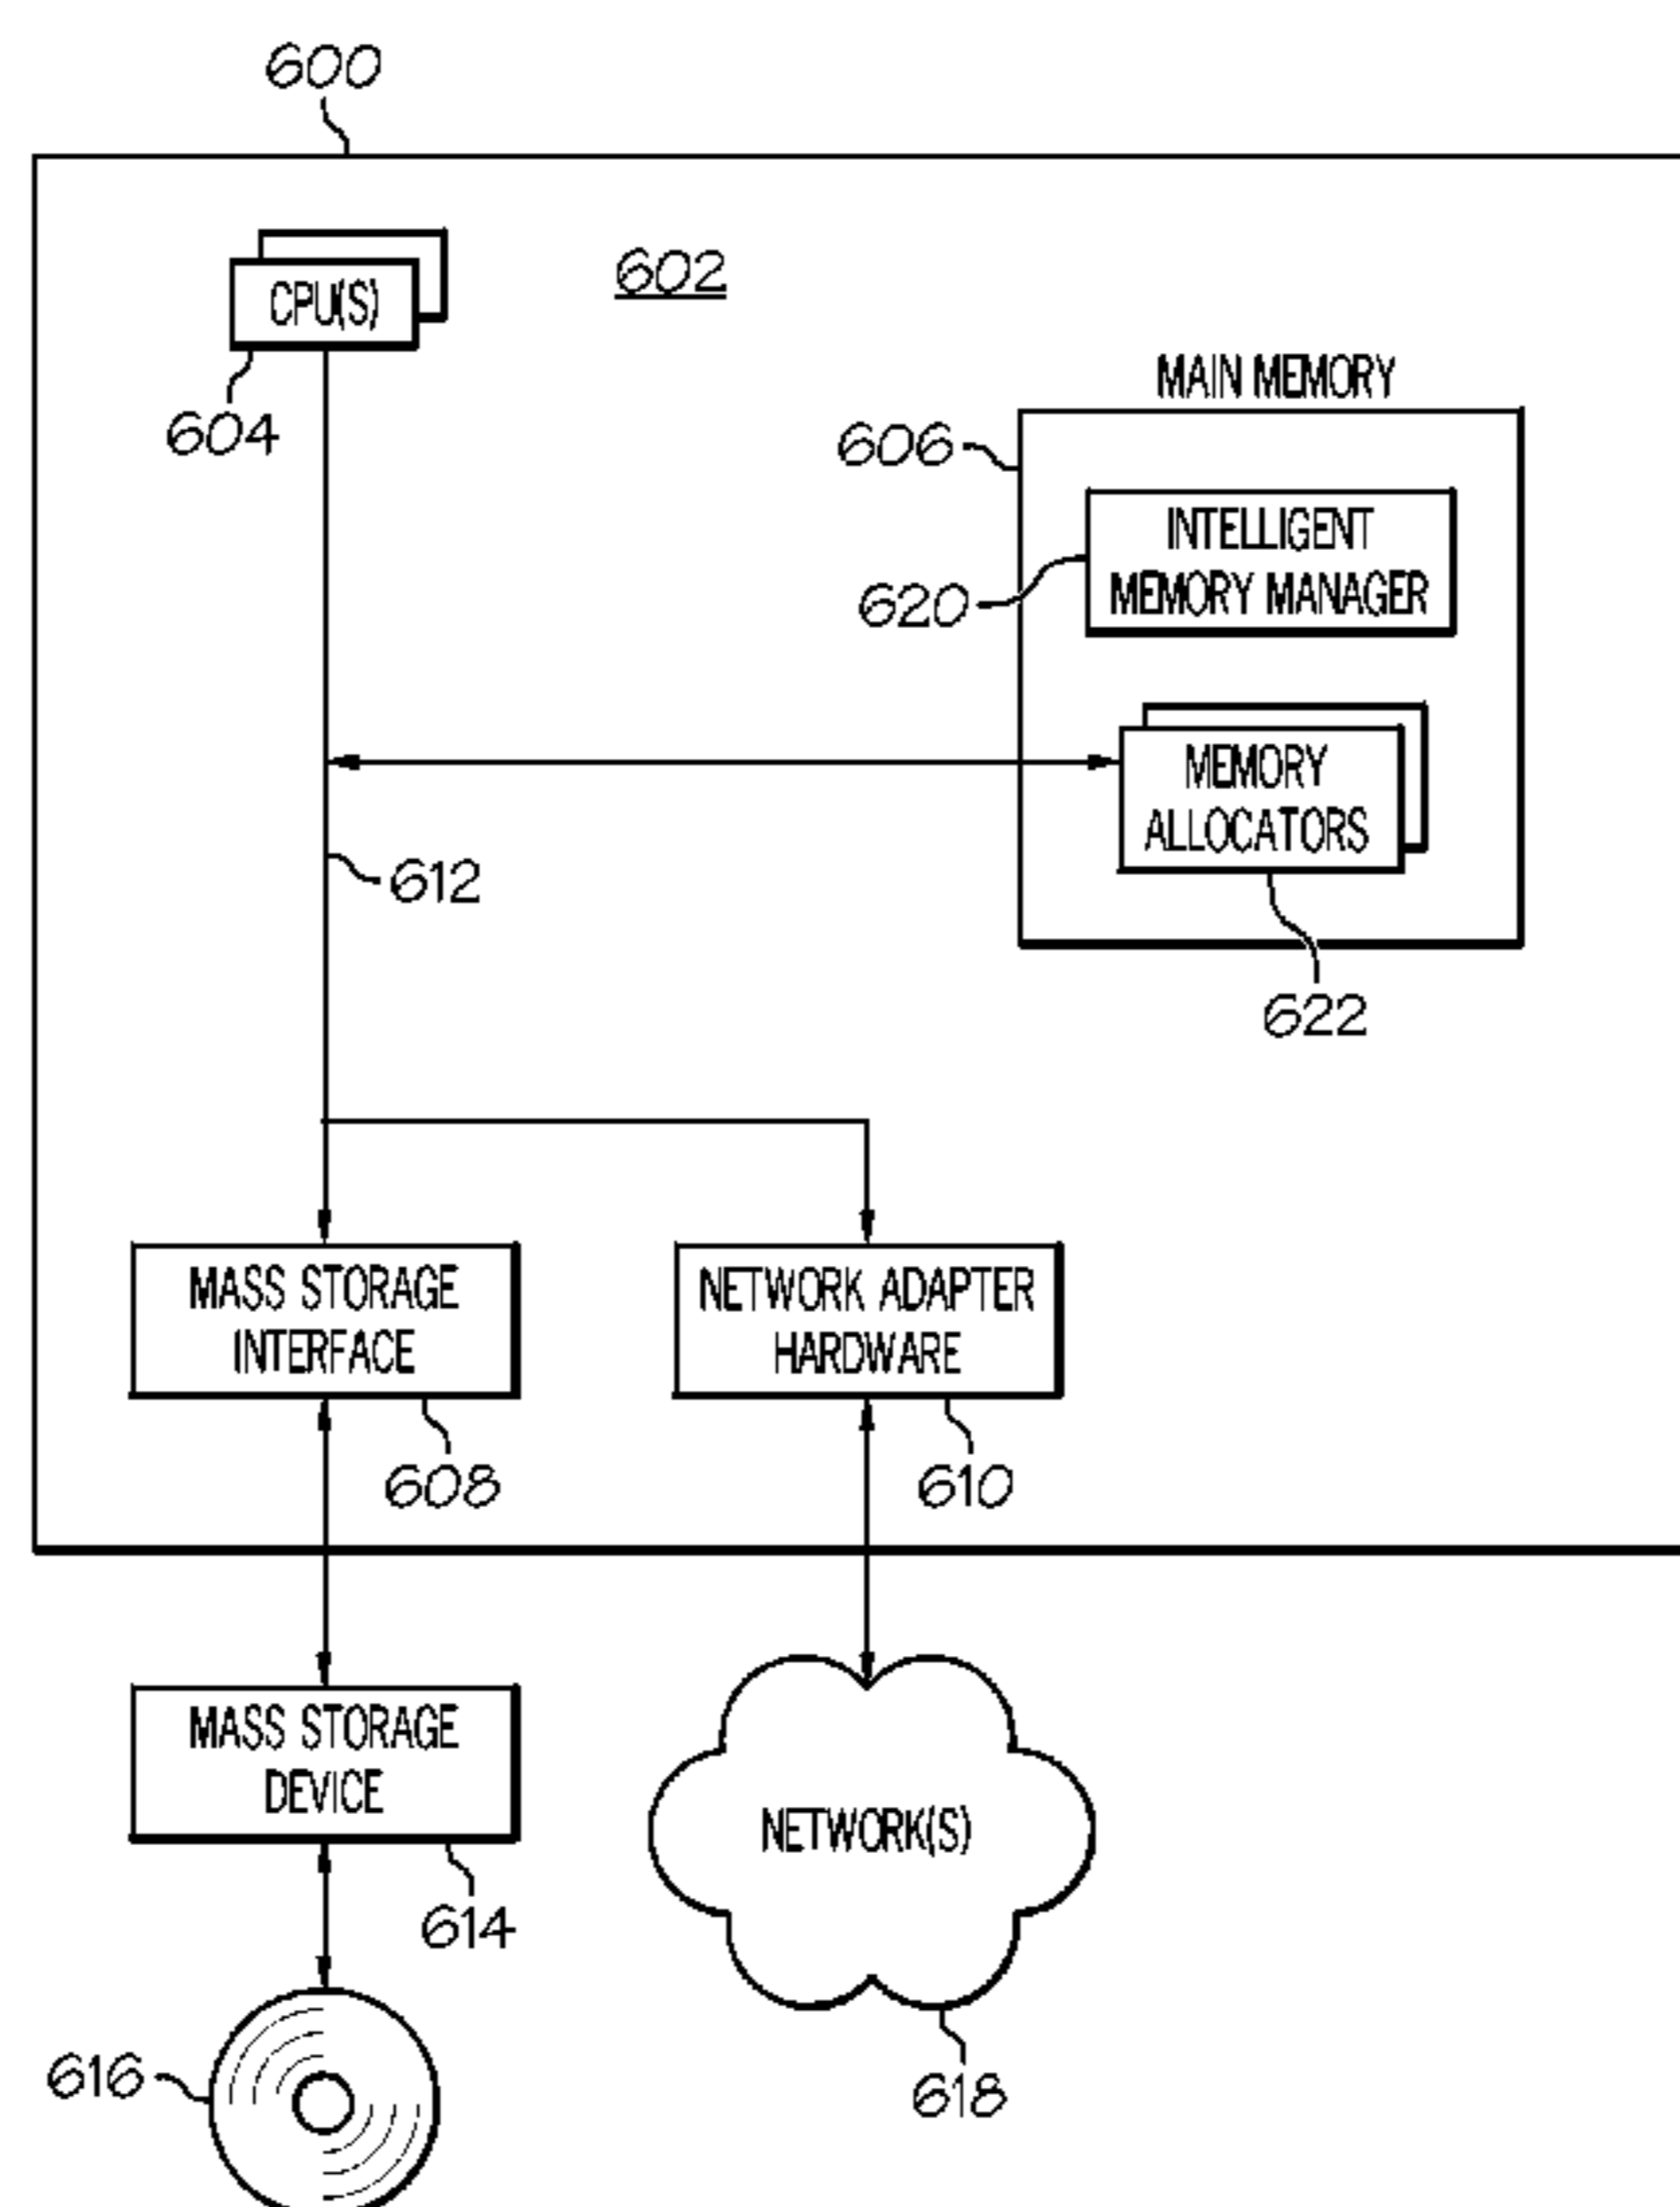 600
CPU(S)
602
604
MAIN MEMORY
606
INTELLIGENT
MEMORY MANAGER
620
MEMORY
ALLOCATORS
612
622
MASS STORAGE
INTERFACE
NETWORK ADAPTER
HARDWARE
608
610
MASS STORAGE
DEVICE
NETWORK(S)
614
616
618